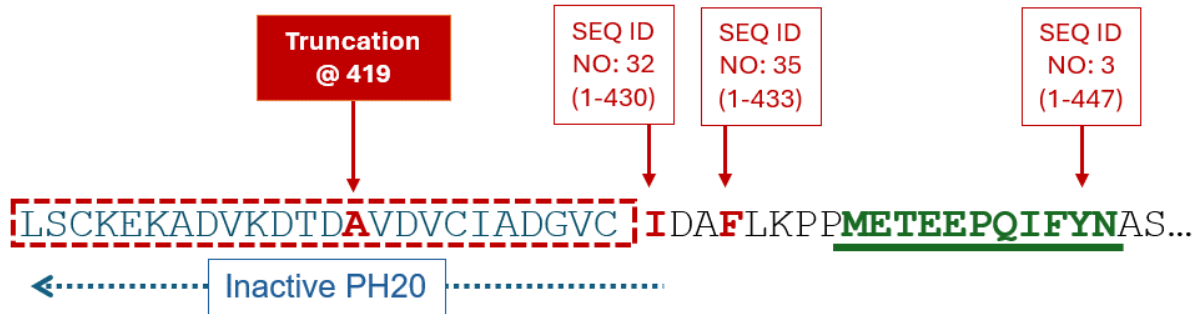 Truncation
@ 419
SEQ ID
NO: 32
(1-430)
SEQ ID
NO: 35
(1-433)
SEQ ID
NO: 3
(1-447)
LSCKEKADVKDTDAVDVCIADGVC IDAFLKPPMETEEPQIFYNAS...
Inactive PH20